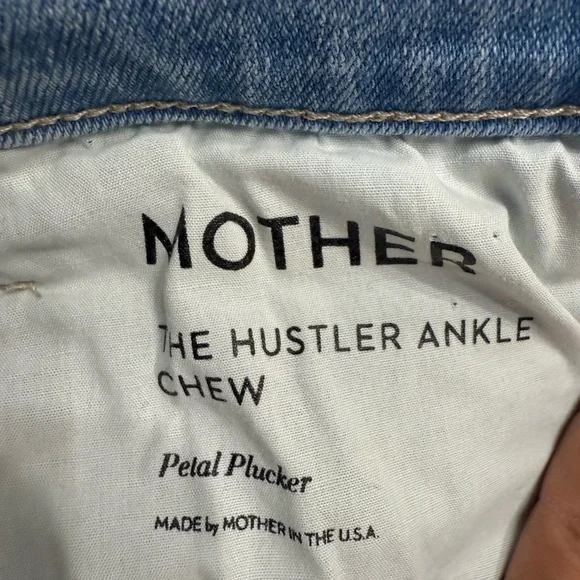 MOTHER
THE HUSTLER ANKLE
CHEW
Petal Plucker
MADE by MOTHER IN THE U.S.A.